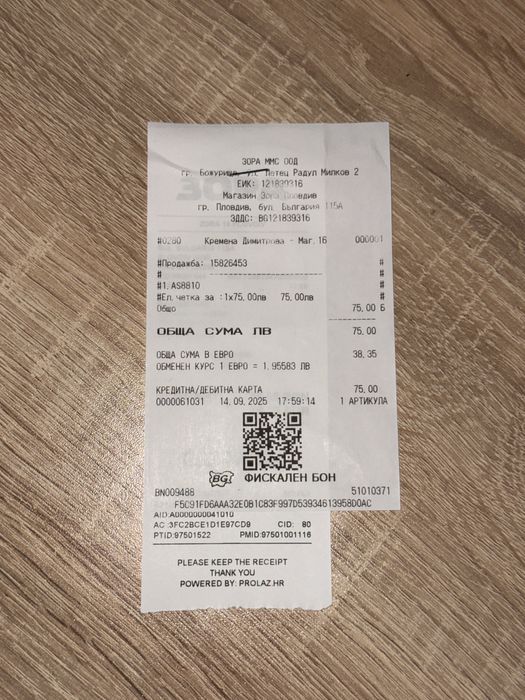 ЗОРА ММС ООД
гр. Божурище, ул. Летец Радул Милков 2
ЕИК: 121839316
Магазин Зора Пловдив
гр. Пловдив, бул. България 115А
ЗДДС: BG121839316
#0280 Кремена Димитрова - Маг.16 000001
#Продажба: 15826453 #
# ------------------------------ #
#1.AS8810 #
#Ел.четка за :1x75,00лв 75,00лв #
Общо 75,00 Б
ОБЩА СУМА ЛВ 75,00
ОБЩА СУМА В ЕВРО 38,35
ОБМЕНЕН КУРС 1 ЕВРО = 1,95583 ЛВ
КРЕДИТНА/ДЕБИТНА КАРТА 75,00
0000061031 14.09.2025 17:59:14 1 АРТИКУЛА
BG ФИСКАЛЕН БОН
BN009488 51010371
F5C91FD6AAA32E0B1C83F997D53934613958D0AC
AID:A0000000041010
AC:3FC2BCE1D1E97CD9 CID: 80
PTID:97501522 PMID:97501001116
PLEASE KEEP THE RECEIPT
THANK YOU
POWERED BY: PROLAZ.HR